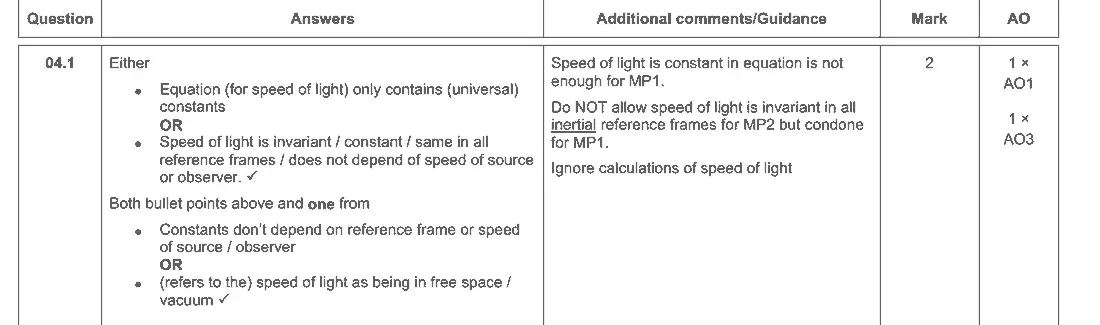 Question Answers Additional comments/Guidance Mark AO
04.1 Either
• Equation (for speed of light) only contains (universal)
constants
OR
• Speed of light is invariant / constant / same in all
reference frames / does not depend of speed of source
or observer. ✓
Both bullet points above and one from
• Constants don't depend on reference frame or speed
of source / observer
OR
• (refers to the) speed of light as being in free space /
vacuum ✓
Speed of light is constant in equation is not
enough for MP1.
Do NOT allow speed of light is invariant in all
inertial reference frames for MP2 but condone
for MP1.
Ignore calculations of speed of light
2
1 ×
AO1
1 ×
AO3